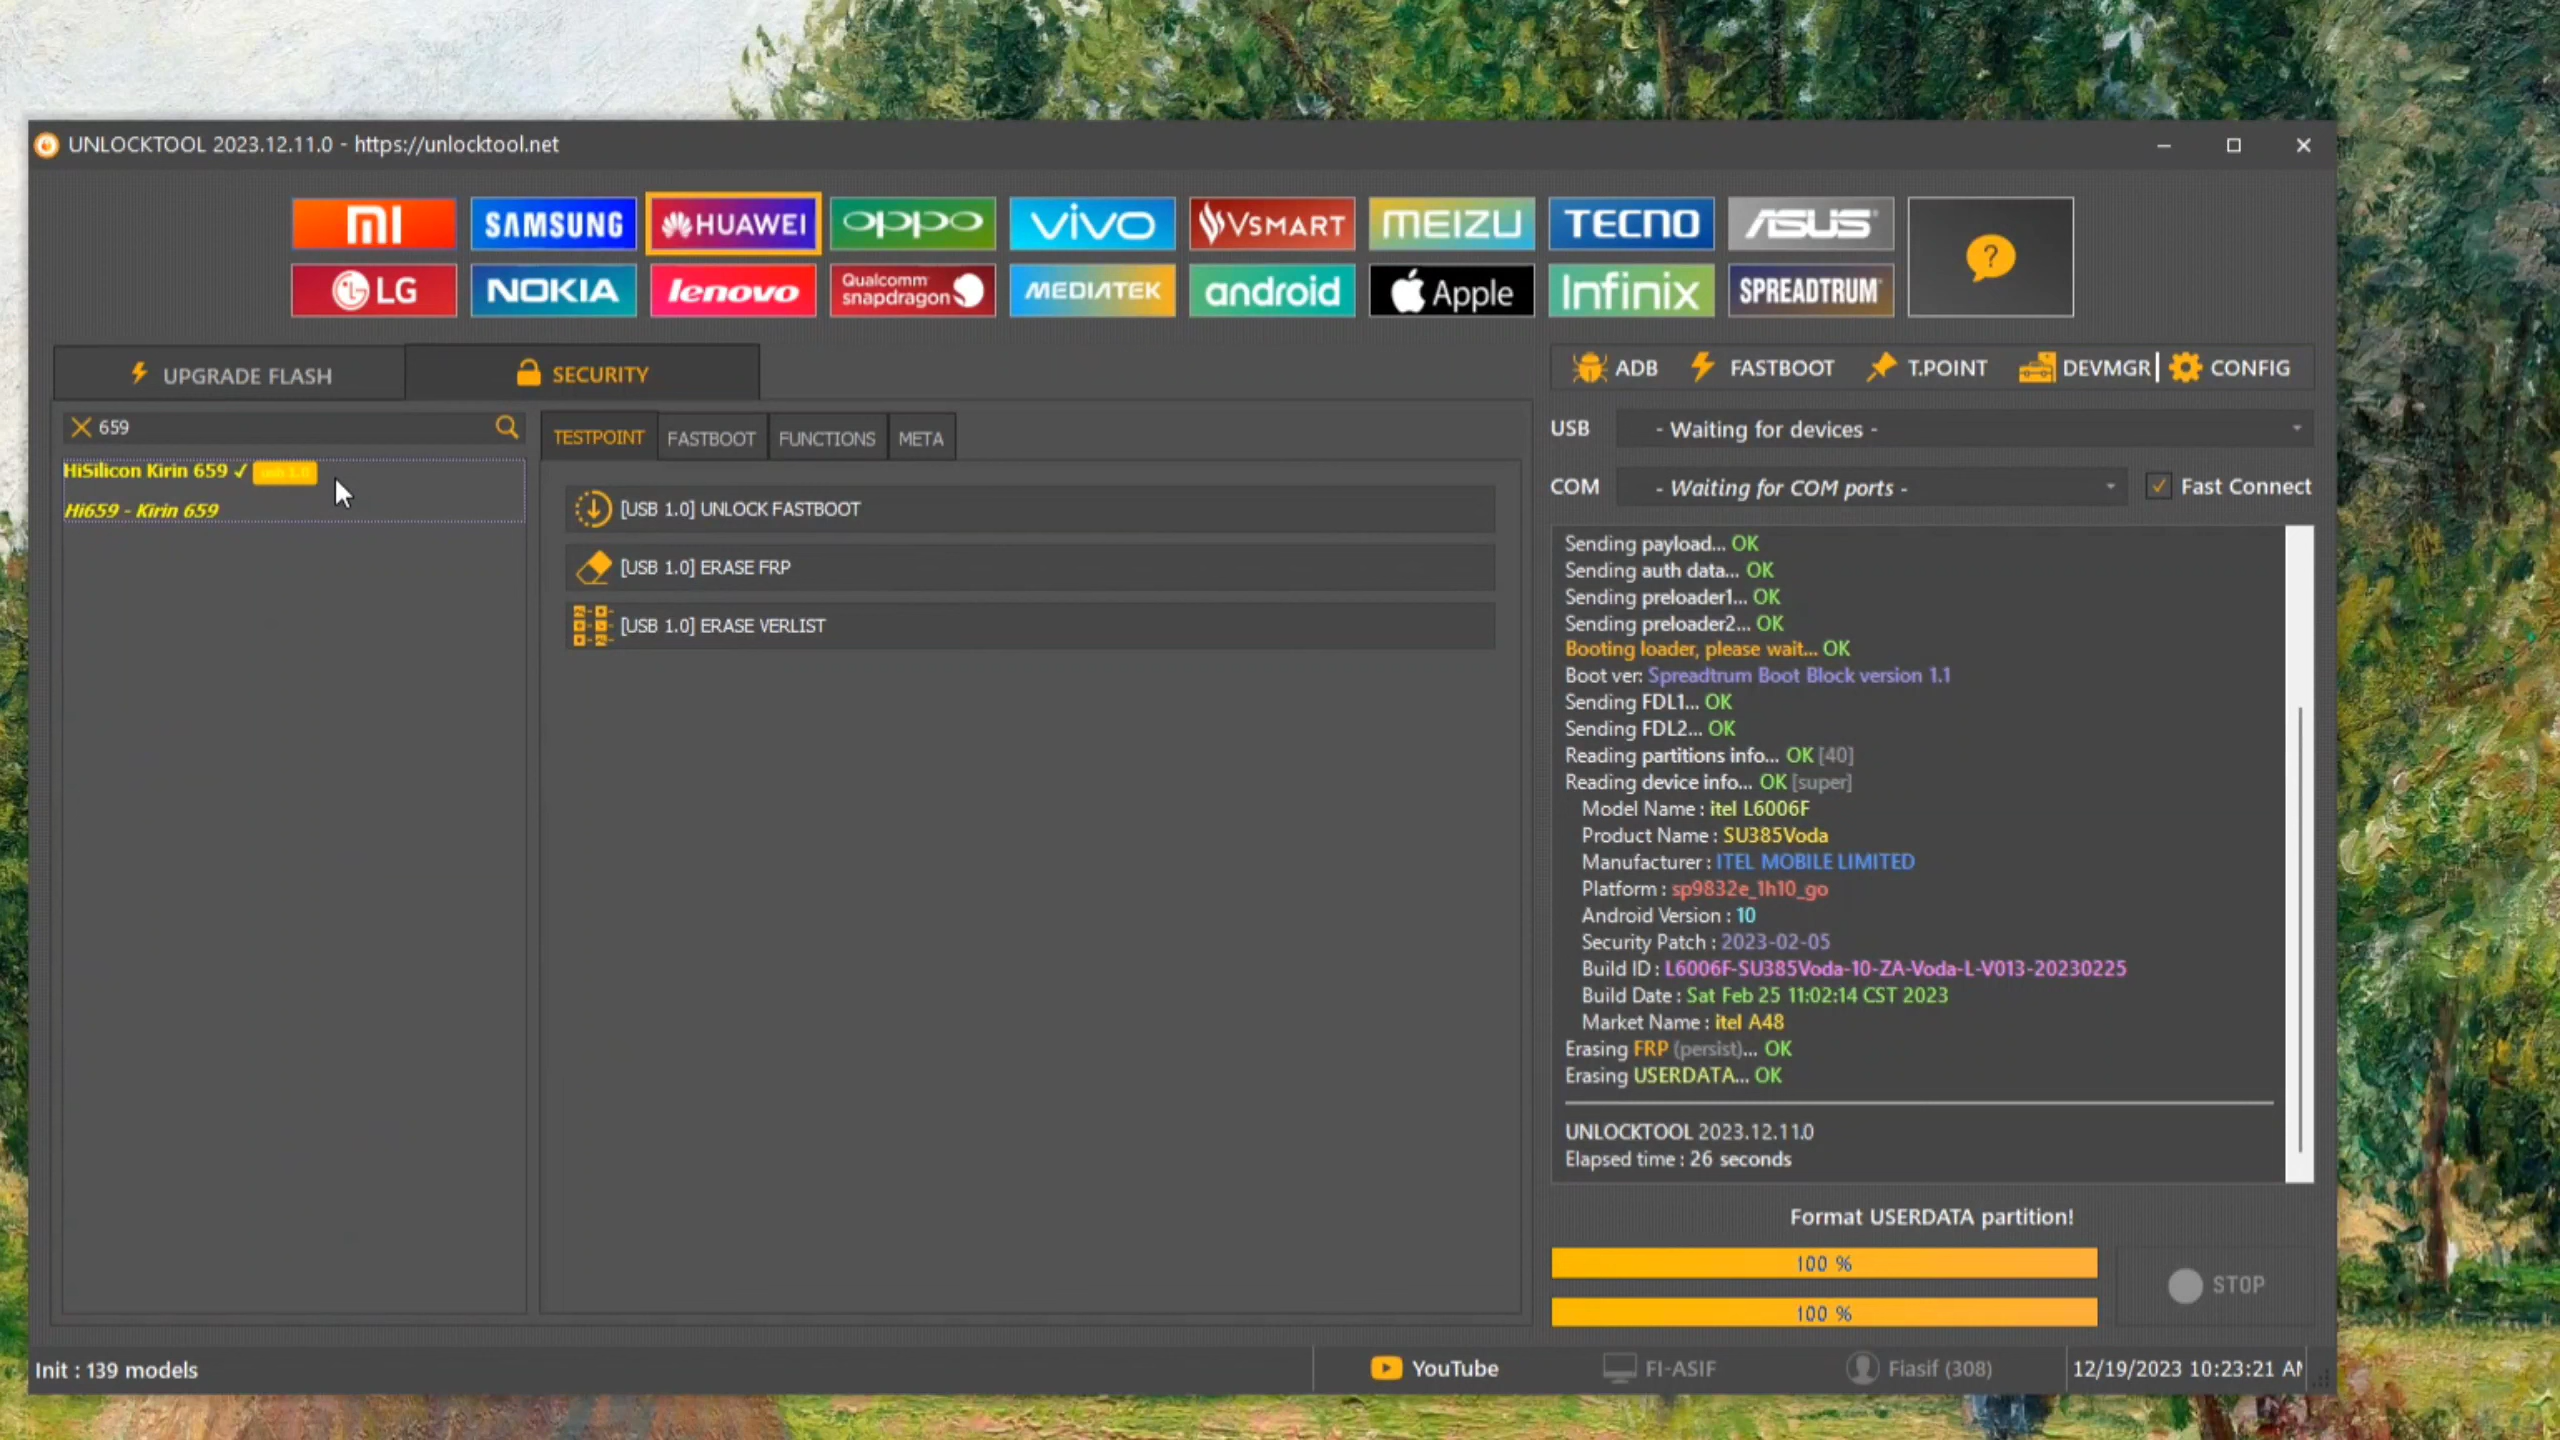 UNLOCKTOOL 2023.12.11.0 - https://unlocktool.net
SAMSUNG HUAWEI oppo vivo VSMART MEIZU TECNO ASUS
LG NOKIA lenovo Qualcomm snapdragon MEDIATEK android Apple Infinix SPREADTRUM
UPGRADE FLASH SECURITY
ADB FASTBOOT T.POINT DEVMGR CONFIG
659
TESTPOINT FASTBOOT FUNCTIONS META
HiSilicon Kirin 659 ✓ usb 1.0
Hi659 - Kirin 659
[USB 1.0] UNLOCK FASTBOOT
[USB 1.0] ERASE FRP
[USB 1.0] ERASE VERLIST
USB - Waiting for devices -
COM - Waiting for COM ports - Fast Connect
Sending payload... OK
Sending auth data... OK
Sending preloader1... OK
Sending preloader2... OK
Booting loader, please wait... OK
Boot ver: Spreadtrum Boot Block version 1.1
Sending FDL1... OK
Sending FDL2... OK
Reading partitions info... OK [40]
Reading device info... OK [super]
Model Name : itel L6006F
Product Name : SU385Voda
Manufacturer : ITEL MOBILE LIMITED
Platform : sp9832e_1h10_go
Android Version : 10
Security Patch : 2023-02-05
Build ID : L6006F-SU385Voda-10-ZA-Voda-L-V013-20230225
Build Date : Sat Feb 25 11:02:14 CST 2023
Market Name : itel A48
Erasing FRP (persist)... OK
Erasing USERDATA... OK
UNLOCKTOOL 2023.12.11.0
Elapsed time : 26 seconds
Format USERDATA partition!
100 %
100 %
STOP
Init : 139 models
YouTube FI-ASIF Fiasif (308) 12/19/2023 10:23:21 AM